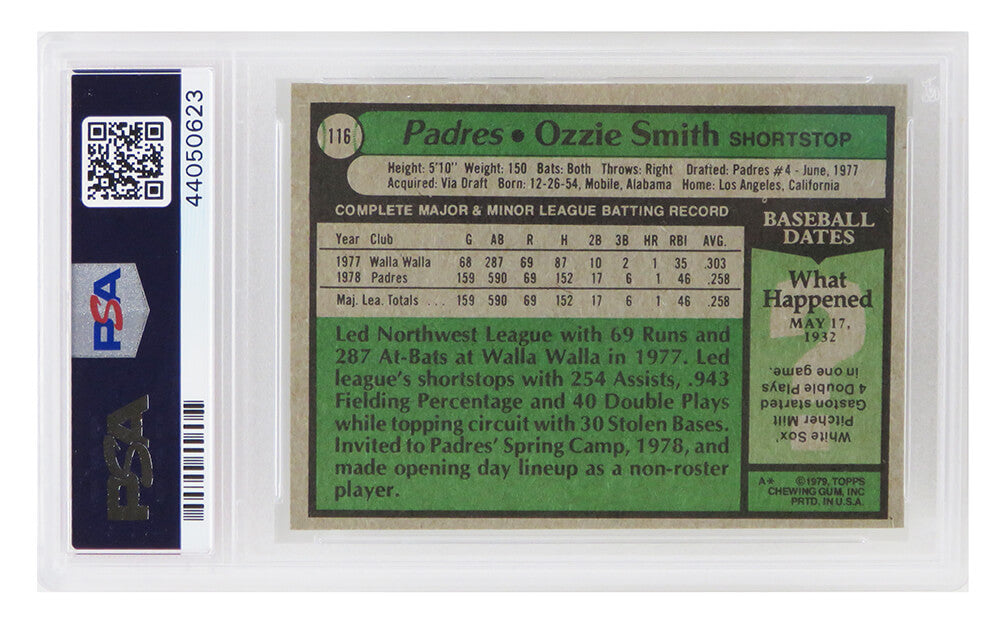 44050623
PSA
PSA
116
Padres • Ozzie Smith SHORTSTOP
Height: 5'10" Weight: 150 Bats: Both Throws: Right Drafted: Padres #4 - June, 1977
Acquired: Via Draft Born: 12-26-54, Mobile, Alabama Home: Los Angeles, California
COMPLETE MAJOR & MINOR LEAGUE BATTING RECORD
Year Club G AB R H 2B 3B HR RBI AVG.
1977 Walla Walla 68 287 69 87 10 2 1 35 .303
1978 Padres 159 590 69 152 17 6 1 46 .258
Maj. Lea. Totals ... 159 590 69 152 17 6 1 46 .258
Led Northwest League with 69 Runs and
287 At-Bats at Walla Walla in 1977. Led
league's shortstops with 254 Assists, .943
Fielding Percentage and 40 Double Plays
while topping circuit with 30 Stolen Bases.
Invited to Padres' Spring Camp, 1978, and
made opening day lineup as a non-roster
player.
BASEBALL
DATES
What
Happened
MAY 17,
1932
?
White Sox'
Pitcher Milt
Gaston started
4 Double Plays
in one game.
A* ©1979, TOPPS
CHEWING GUM, INC
PRTD. IN U.S.A.